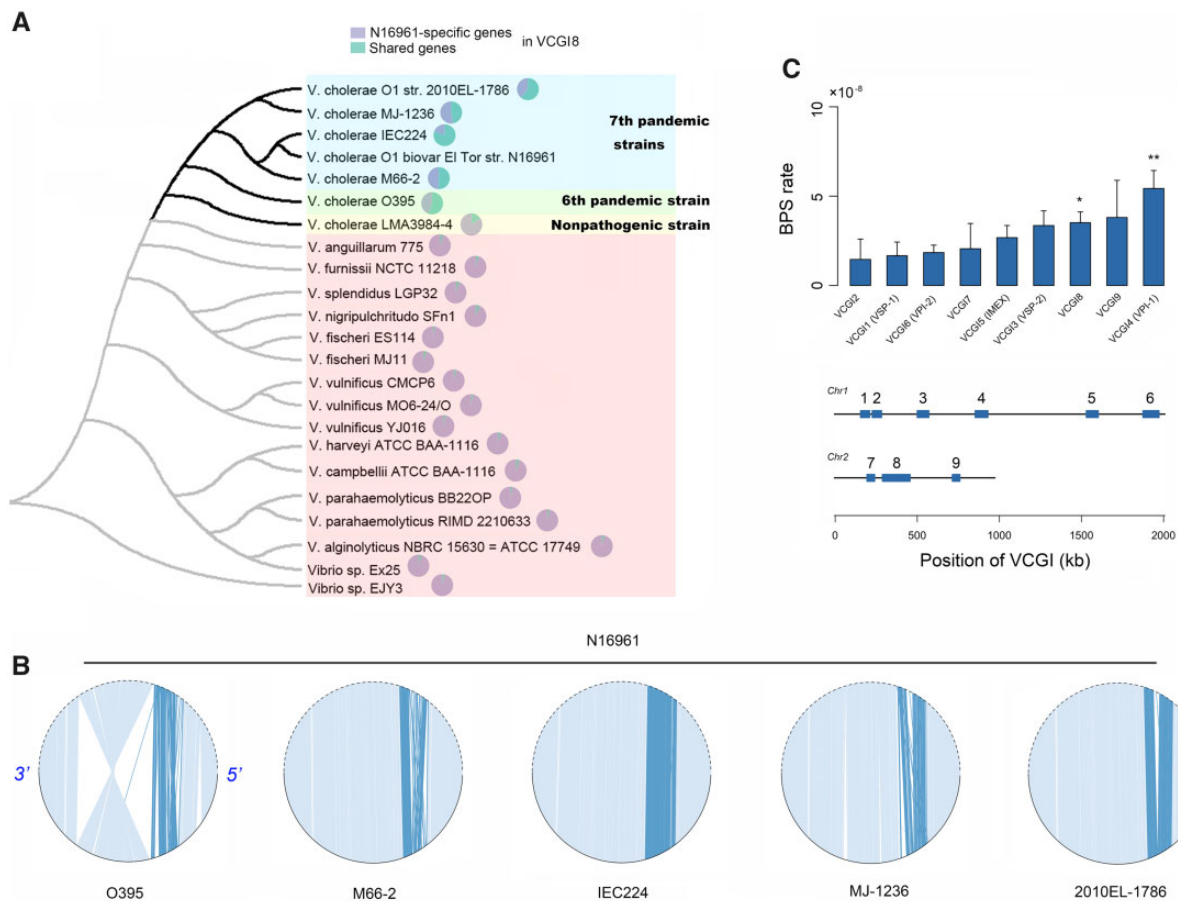 A
N16961-specific genes
Shared genes
in VCGI8
V. cholerae O1 str. 2010EL-1786
V. cholerae MJ-1236
V. cholerae IEC224
V. cholerae O1 biovar El Tor str. N16961
V. cholerae M66-2
V. cholerae O395
V. cholerae LMA3984-4
V. anguillarum 775
V. furnissii NCTC 11218
V. splendidus LGP32
V. nigripulchritudo SFn1
V. fischeri ES114
V. fischeri MJ11
V. vulnificus CMCP6
V. vulnificus MO6-24/O
V. vulnificus YJ016
V. harveyi ATCC BAA-1116
V. campbellii ATCC BAA-1116
V. parahaemolyticus BB22OP
V. parahaemolyticus RIMD 2210633
V. alginolyticus NBRC 15630 = ATCC 17749
Vibrio sp. Ex25
Vibrio sp. EJY3
7th pandemic
strains
6th pandemic strain
Nonpathogenic strain
C
×10⁻⁸
BPS rate
10
5
0
*
**
VCGI2
VCGI1 (VSP-1)
VCGI6 (VPI-2)
VCGI7
VCGI5 (IMEX)
VCGI3 (VSP-2)
VCGI8
VCGI9
VCGI4 (VPI-1)
Chr1
1 2 3 4 5 6
Chr2
7 8 9
0 500 1000 1500 2000
Position of VCGI (kb)
B
N16961
3' 5'
O395 M66-2 IEC224 MJ-1236 2010EL-1786